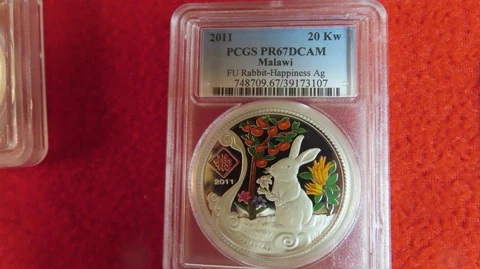 2011 20 Kw
PCGS PR67DCAM
Malawi
FU Rabbit-Happiness Ag
748709.67/39173107
2011